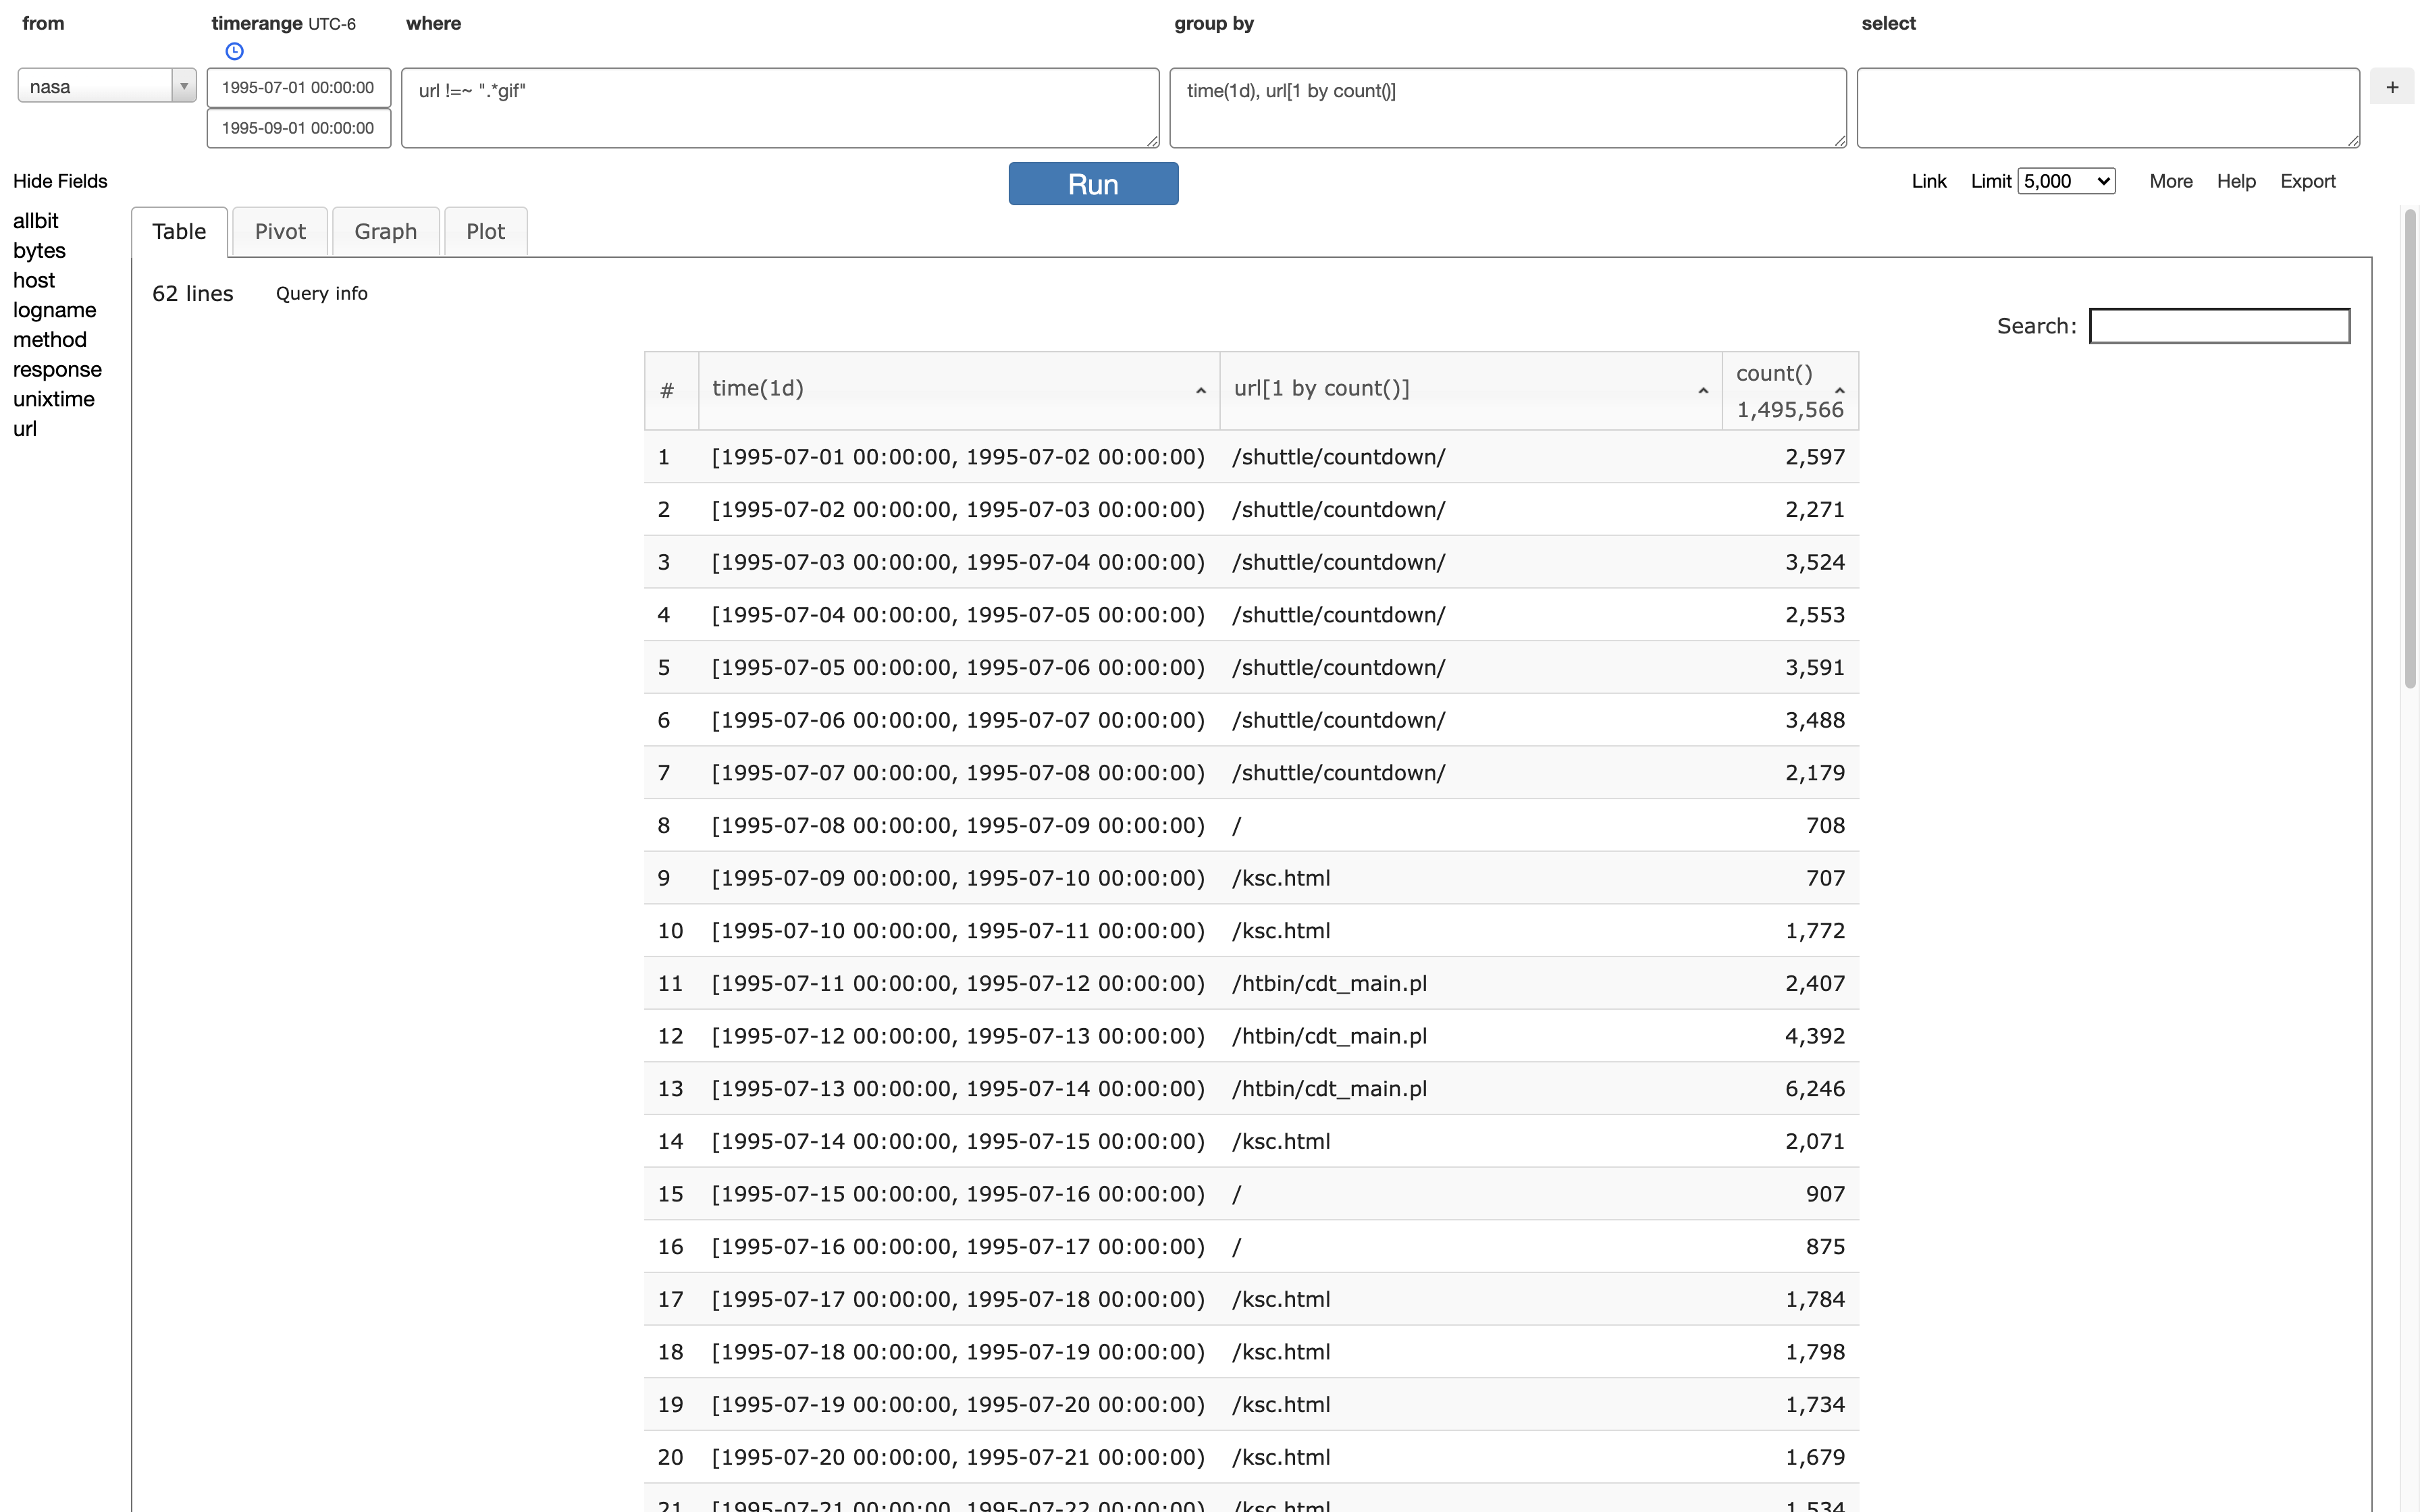 from timerange UTC-6 where group by select
nasa 1995-07-01 00:00:00 url !=~ ".*gif" time(1d), url[1 by count()] +
1995-09-01 00:00:00
Hide Fields Run Link Limit 5,000 More Help Export
allbit
bytes
host
logname
method
response
unixtime
url
Table Pivot Graph Plot
62 lines Query info
Search:
# time(1d) url[1 by count()] count()
1,495,566
1 [1995-07-01 00:00:00, 1995-07-02 00:00:00) /shuttle/countdown/ 2,597
2 [1995-07-02 00:00:00, 1995-07-03 00:00:00) /shuttle/countdown/ 2,271
3 [1995-07-03 00:00:00, 1995-07-04 00:00:00) /shuttle/countdown/ 3,524
4 [1995-07-04 00:00:00, 1995-07-05 00:00:00) /shuttle/countdown/ 2,553
5 [1995-07-05 00:00:00, 1995-07-06 00:00:00) /shuttle/countdown/ 3,591
6 [1995-07-06 00:00:00, 1995-07-07 00:00:00) /shuttle/countdown/ 3,488
7 [1995-07-07 00:00:00, 1995-07-08 00:00:00) /shuttle/countdown/ 2,179
8 [1995-07-08 00:00:00, 1995-07-09 00:00:00) / 708
9 [1995-07-09 00:00:00, 1995-07-10 00:00:00) /ksc.html 707
10 [1995-07-10 00:00:00, 1995-07-11 00:00:00) /ksc.html 1,772
11 [1995-07-11 00:00:00, 1995-07-12 00:00:00) /htbin/cdt_main.pl 2,407
12 [1995-07-12 00:00:00, 1995-07-13 00:00:00) /htbin/cdt_main.pl 4,392
13 [1995-07-13 00:00:00, 1995-07-14 00:00:00) /htbin/cdt_main.pl 6,246
14 [1995-07-14 00:00:00, 1995-07-15 00:00:00) /ksc.html 2,071
15 [1995-07-15 00:00:00, 1995-07-16 00:00:00) / 907
16 [1995-07-16 00:00:00, 1995-07-17 00:00:00) / 875
17 [1995-07-17 00:00:00, 1995-07-18 00:00:00) /ksc.html 1,784
18 [1995-07-18 00:00:00, 1995-07-19 00:00:00) /ksc.html 1,798
19 [1995-07-19 00:00:00, 1995-07-20 00:00:00) /ksc.html 1,734
20 [1995-07-20 00:00:00, 1995-07-21 00:00:00) /ksc.html 1,679
21 [1995-07-21 00:00:00, 1995-07-22 00:00:00) /ksc.html 1,534